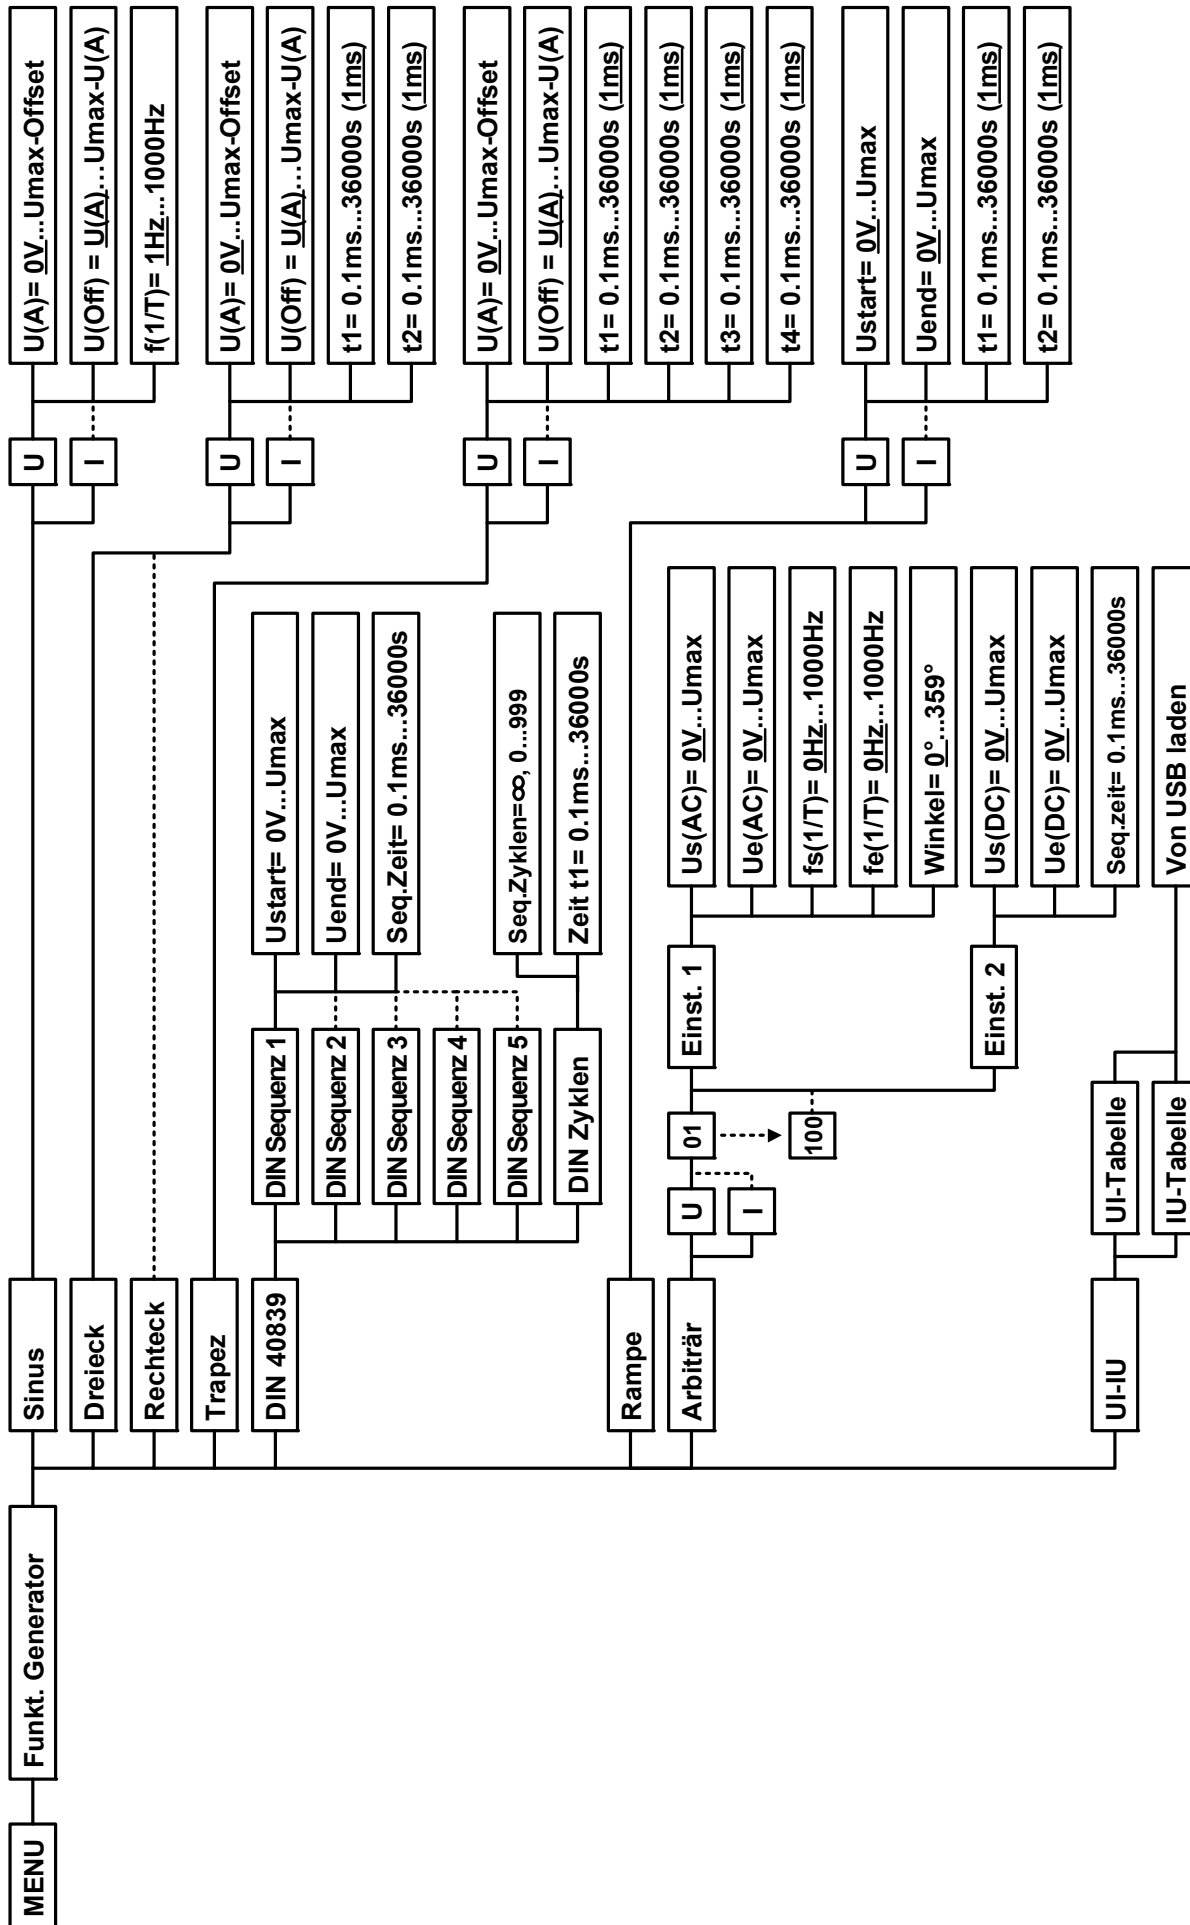 MENU
Funkt. Generator
Sinus
U
I
U(A)= 0V...Umax-Offset
U(Off) = U(A)...Umax-U(A)
f(1/T)= 1Hz...1000Hz
Dreieck
Rechteck
U
I
U(A)= 0V...Umax-Offset
U(Off) = U(A)...Umax-U(A)
t1= 0.1ms...36000s (1ms)
t2= 0.1ms...36000s (1ms)
Trapez
U
I
U(A)= 0V...Umax-Offset
U(Off) = U(A)...Umax-U(A)
t1= 0.1ms...36000s (1ms)
t2= 0.1ms...36000s (1ms)
t3= 0.1ms...36000s (1ms)
t4= 0.1ms...36000s (1ms)
DIN 40839
DIN Sequenz 1
DIN Sequenz 2
DIN Sequenz 3
DIN Sequenz 4
DIN Sequenz 5
DIN Zyklen
Ustart= 0V...Umax
Uend= 0V...Umax
Seq.Zeit= 0.1ms...36000s
Seq.Zyklen=∞, 0...999
Zeit t1= 0.1ms...36000s
Rampe
U
I
Ustart= 0V...Umax
Uend= 0V...Umax
t1= 0.1ms...36000s (1ms)
t2= 0.1ms...36000s (1ms)
Arbiträr
U
I
01
100
Einst. 1
Us(AC)= 0V...Umax
Ue(AC)= 0V...Umax
fs(1/T)= 0Hz...1000Hz
fe(1/T)= 0Hz...1000Hz
Winkel= 0°...359°
Einst. 2
Us(DC)= 0V...Umax
Ue(DC)= 0V...Umax
Seq.zeit= 0.1ms...36000s
UI-IU
UI-Tabelle
IU-Tabelle
Von USB laden